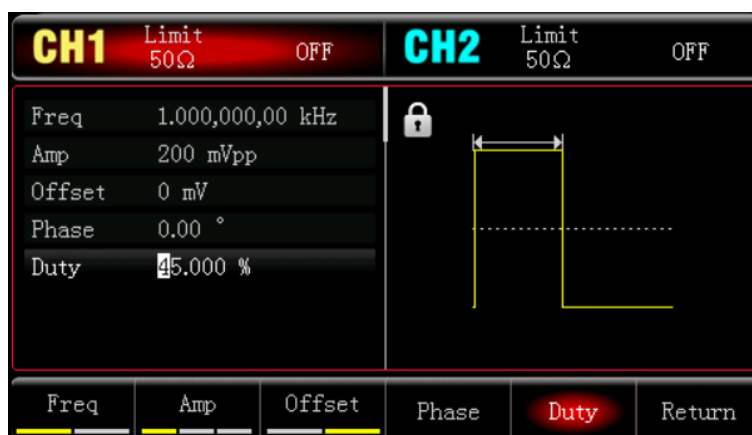 CH1 Limit 50Ω OFF CH2 Limit 50Ω OFF
Freq 1.000,000,00 kHz
Amp 200 mVpp
Offset 0 mV
Phase 0.00 °
Duty 45.000 %
Freq Amp Offset Phase Duty Return